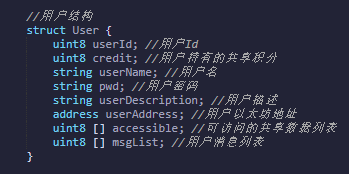 //用户结构
struct User {
uint8 userId; //用户Id
uint8 credit; //用户持有的共享积分
string userName; //用户名
string pwd; //用户密码
string userDescription; //用户描述
address userAddress; //用户以太坊地址
uint8 [] accessible; //可访问的共享数据列表
uint8 [] msgList; //用户消息列表
}